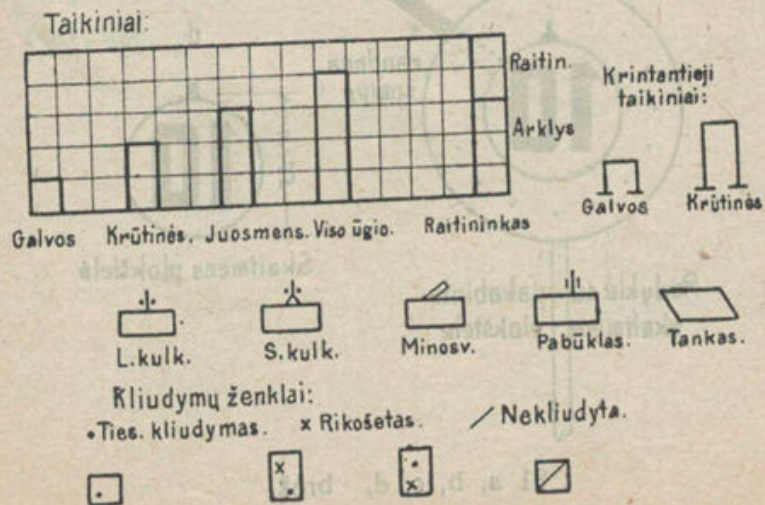 Taikiniai:
Raitin.
Arklys
Krintantieji
taikiniai:
Galvos Krūtinės. Juosmens. Viso ūgio. Raitininkas
Galvos Krūtinės
L.kulk. S.kulk. Minosv. Pabūklas. Tankas.
Kliudymų ženklai:
•Ties. kliudymas. x Rikošetas. / Nekliudyta.